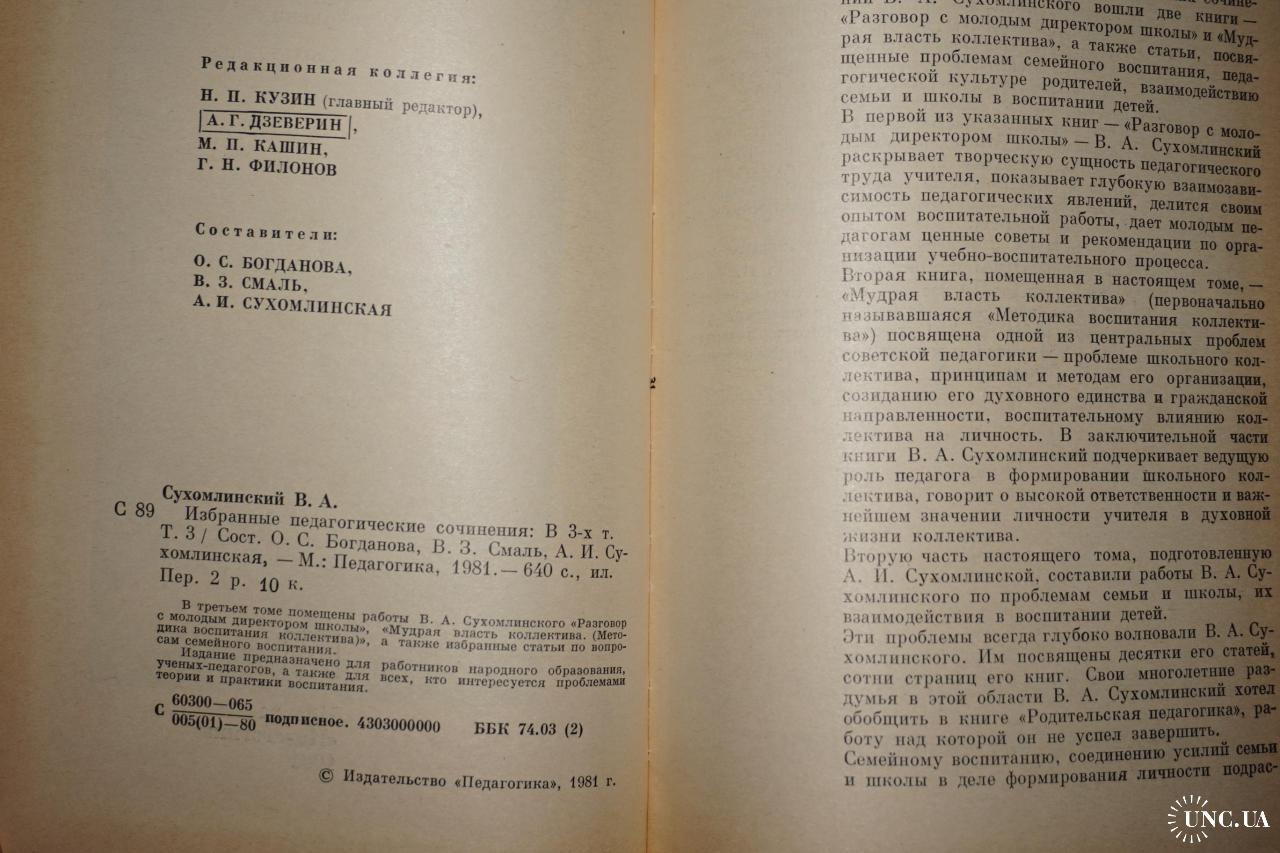 Редакционная коллегия:
Н. П. КУЗИН (главный редактор),
А. Г. ДЗЕВЕРИН,
М. П. КАШИН,
Г. Н. ФИЛОНОВ
Составители:
О. С. БОГДАНОВА,
В. З. СМАЛЬ,
А. И. СУХОМЛИНСКАЯ
Сухомлинский В. А.
С 89 Избранные педагогические сочинения: В 3-х т.
Т. 3 / Сост. О. С. Богданова, В. З. Смаль, А. И. Су-
хомлинская, — М.: Педагогика, 1981. — 640 с., ил.
Пер. 2 р. 10 к.
В третьем томе помещены работы В. А. Сухомлинского «Разговор
с молодым директором школы», «Мудрая власть коллектива. (Мето-
дика воспитания коллектива)», а также избранные статьи по вопро-
сам семейного воспитания.
Издание предназначено для работников народного образования,
ученых-педагогов, а также для всех, кто интересуется проблемами
теории и практики воспитания.
С 60300—065
005(01)—80 подписное. 4303000000 ББК 74.03 (2)
© Издательство «Педагогика», 1981 г.
В. А. Сухомлинского вошли две книги —
«Разговор с молодым директором школы» и «Муд-
рая власть коллектива», а также статьи, посвя-
щенные проблемам семейного воспитания, педа-
гогической культуре родителей, взаимодействию
семьи и школы в воспитании детей.
В первой из указанных книг — «Разговор с моло-
дым директором школы» — В. А. Сухомлинский
раскрывает творческую сущность педагогического
труда учителя, показывает глубокую взаимозави-
симость педагогических явлений, делится своим
опытом воспитательной работы, дает молодым пе-
дагогам ценные советы и рекомендации по орга-
низации учебно-воспитательного процесса.
Вторая книга, помещенная в настоящем томе, —
«Мудрая власть коллектива» (первоначально
называвшаяся «Методика воспитания коллекти-
ва») посвящена одной из центральных проблем
советской педагогики — проблеме школьного кол-
лектива, принципам и методам его организации,
созиданию его духовного единства и гражданской
направленности, воспитательному влиянию кол-
лектива на личность. В заключительной части
книги В. А. Сухомлинский подчеркивает ведущую
роль педагога в формировании школьного кол-
лектива, говорит о высокой ответственности и важ-
нейшем значении личности учителя в духовной
жизни коллектива.
Вторую часть настоящего тома, подготовленную
А. И. Сухомлинской, составили работы В. А. Су-
хомлинского по проблемам семьи и школы, их
взаимодействия в воспитании детей.
Эти проблемы всегда глубоко волновали В. А. Су-
хомлинского. Им посвящены десятки его статей,
сотни страниц его книг. Свои многолетние раз-
думья в этой области В. А. Сухомлинский хотел
обобщить в книге «Родительская педагогика», ра-
боту над которой он не успел завершить.
Семейному воспитанию, соединению усилий семьи
и школы в деле формирования личности подрас-
UNC.UA